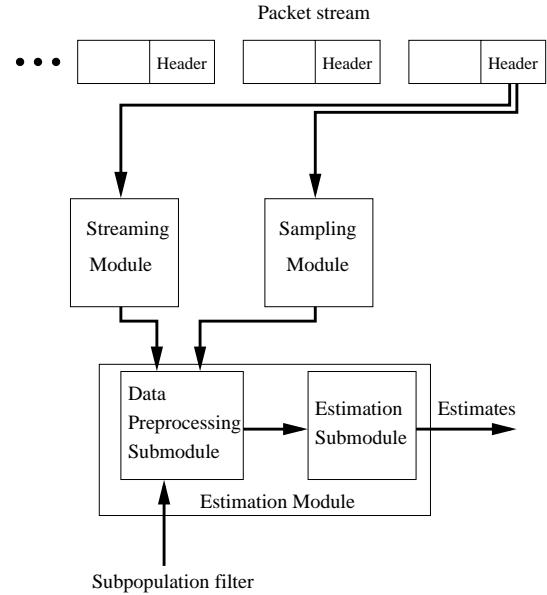 Packet stream
Header
Header
Header
Streaming
Module
Sampling
Module
Data
Preprocessing
Submodule
Estimation
Submodule
Estimates
Estimation Module
Subpopulation filter